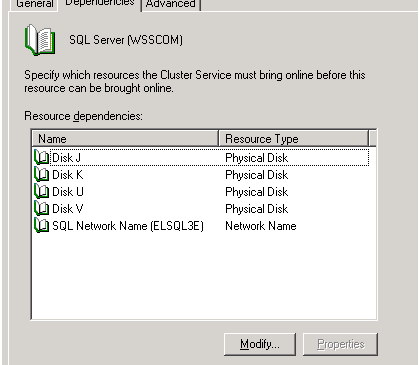 General Dependencies Advanced
SQL Server (WSSCOM)
Specify which resources the Cluster Service must bring online before this
resource can be brought online.
Resource dependencies:
Name Resource Type
Disk J Physical Disk
Disk K Physical Disk
Disk U Physical Disk
Disk V Physical Disk
SQL Network Name (ELSQL3E) Network Name
Modify... Properties